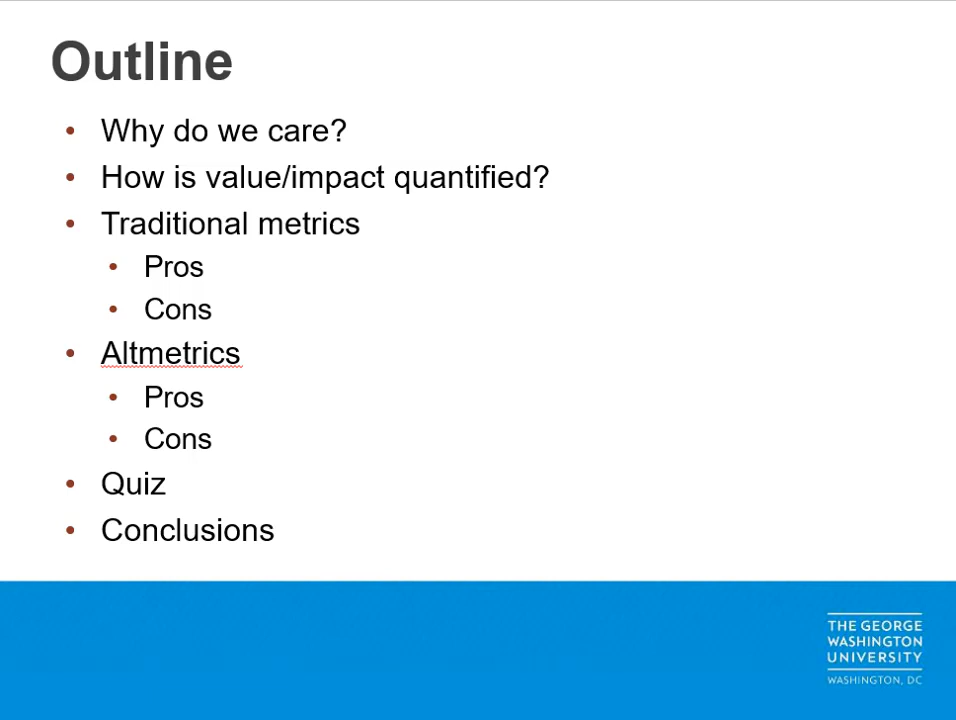 Outline
• Why do we care?
• How is value/impact quantified?
• Traditional metrics
• Pros
• Cons
• Altmetrics
• Pros
• Cons
• Quiz
• Conclusions
THE GEORGE
WASHINGTON
UNIVERSITY
WASHINGTON, DC